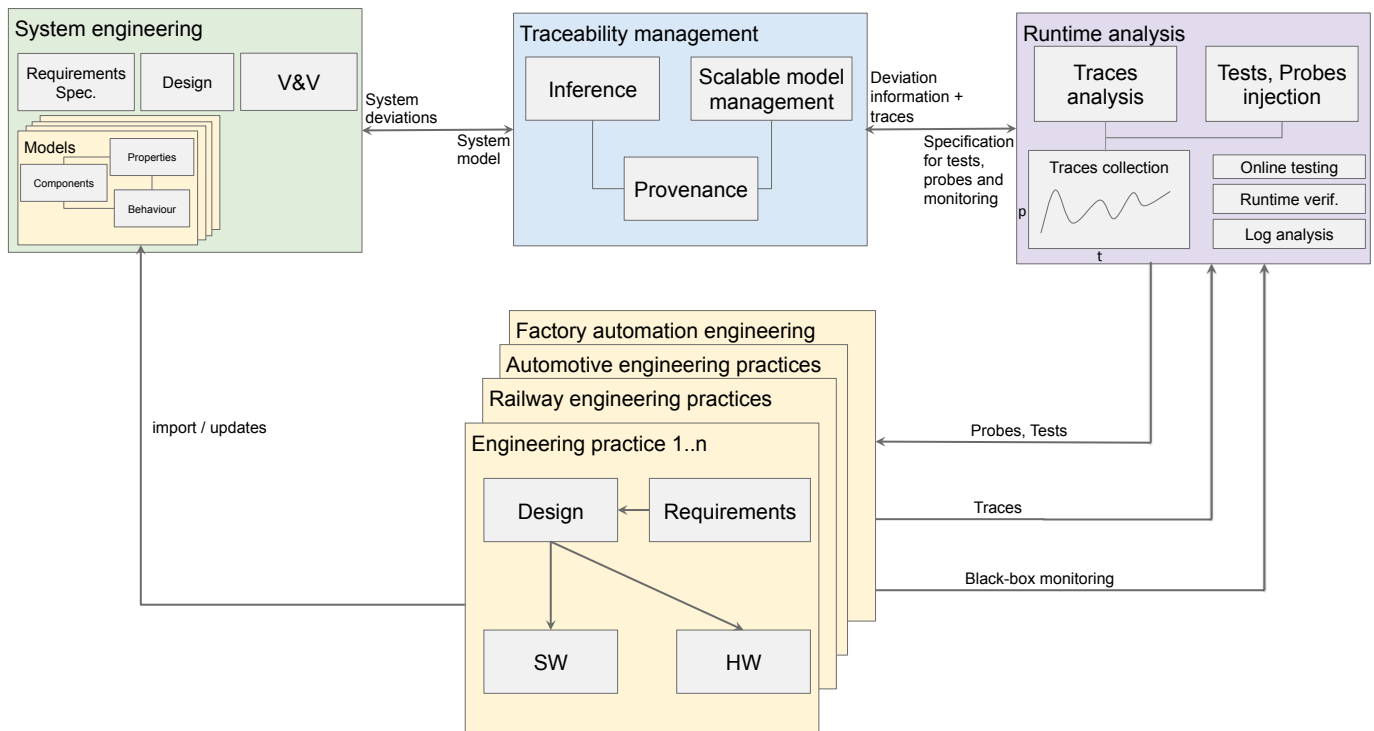 System engineering
Requirements
Spec.
Design
V&V
Models
Properties
Components
Behaviour
System
deviations
System
model
Traceability management
Inference
Scalable model
management
Provenance
Deviation
information +
traces
Specification
for tests,
probes and
monitoring
Runtime analysis
Traces
analysis
Tests, Probes
injection
Traces collection
p
t
Online testing
Runtime verif.
Log analysis
import / updates
Factory automation engineering
Automotive engineering practices
Railway engineering practices
Engineering practice 1..n
Design
Requirements
SW
HW
Probes, Tests
Traces
Black-box monitoring